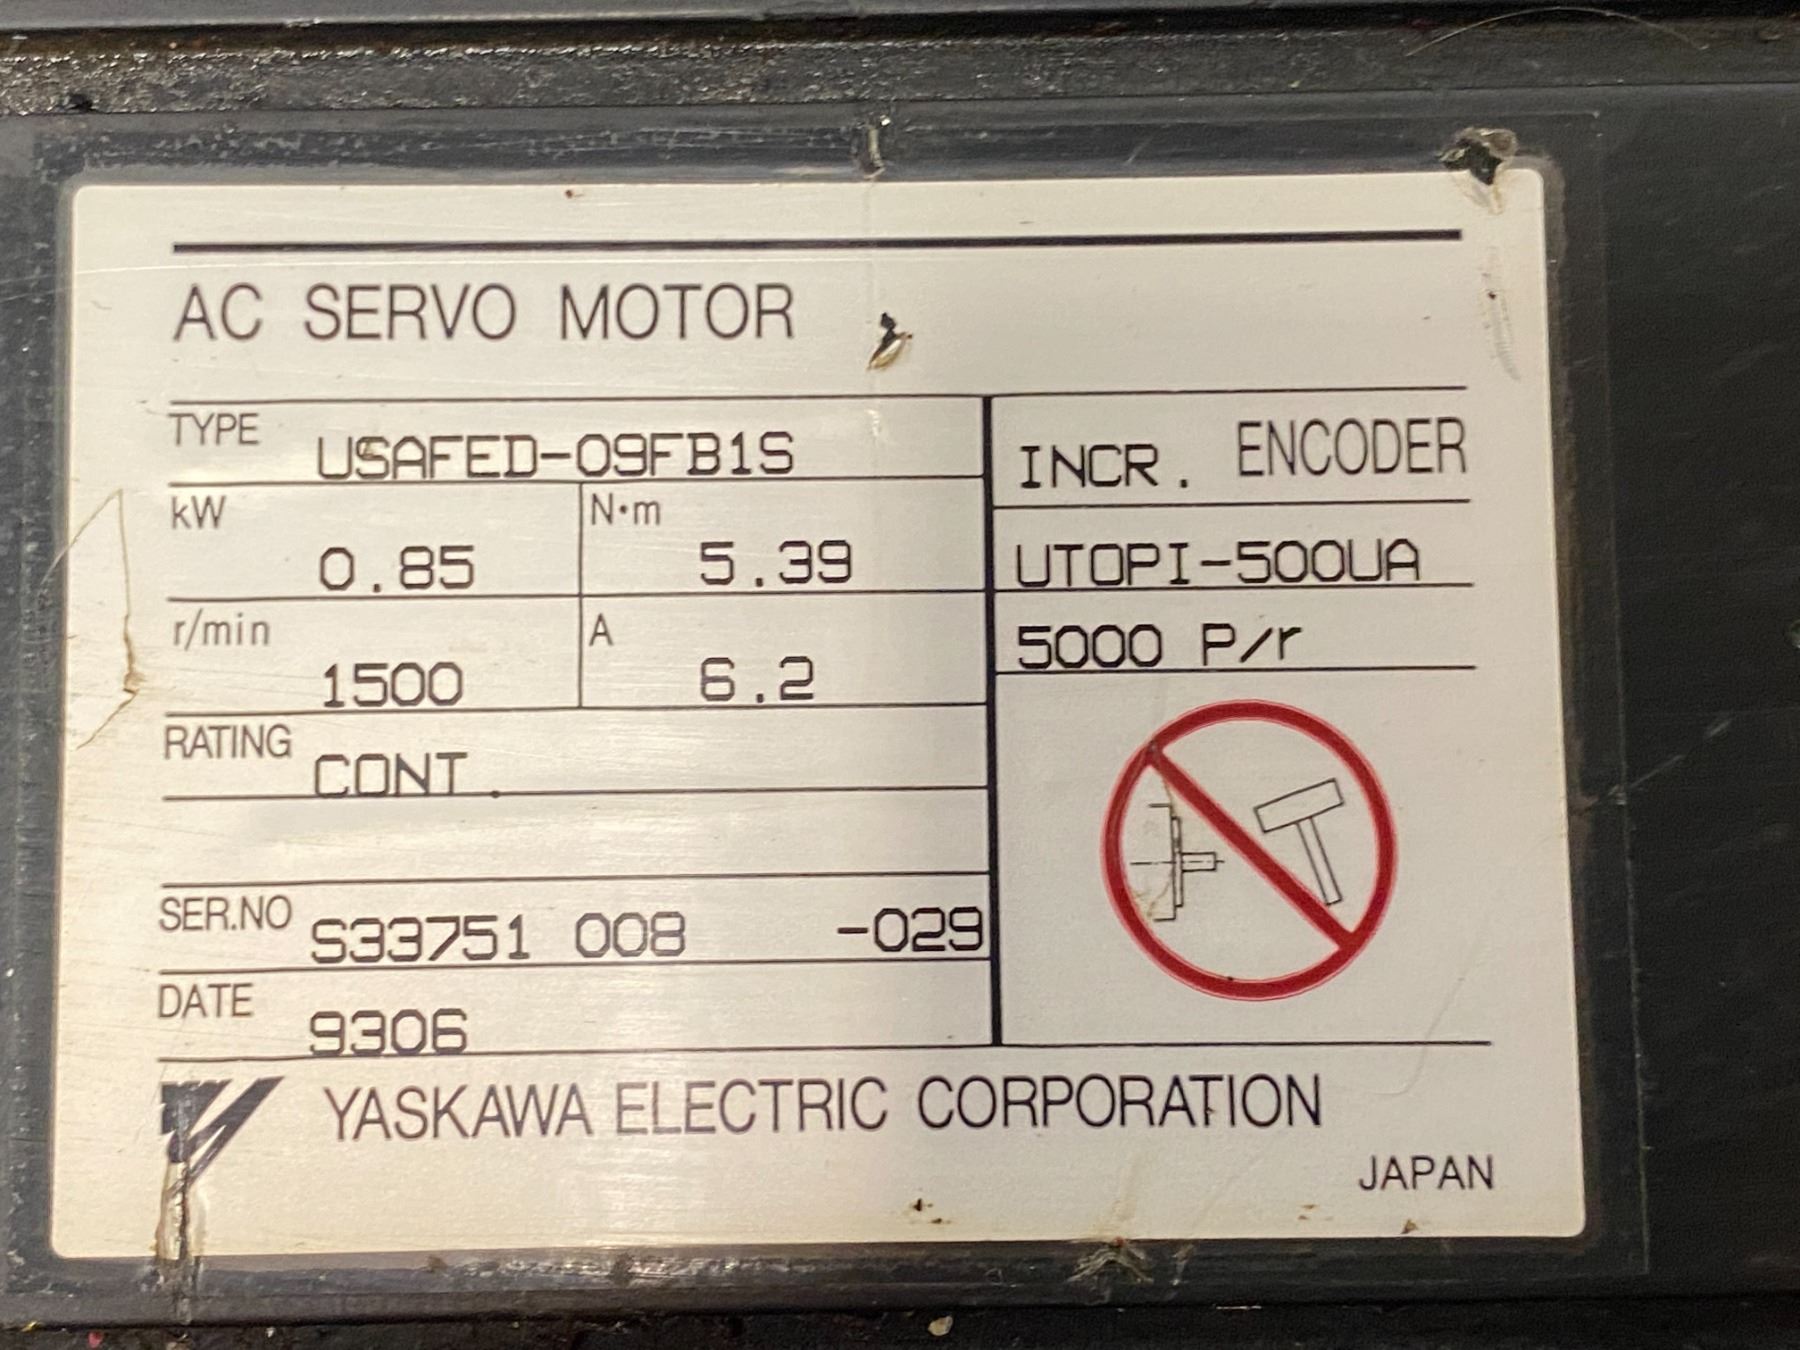 AC SERVO MOTOR
TYPE USAFED-09FB1S
kW 0.85 N·m 5.39
r/min 1500 A 6.2
RATING CONT.
SER.NO S33751 008 -029
DATE 9306
INCR. ENCODER
UTOPI-500UA
5000 P/r
YASKAWA ELECTRIC CORPORATION
JAPAN